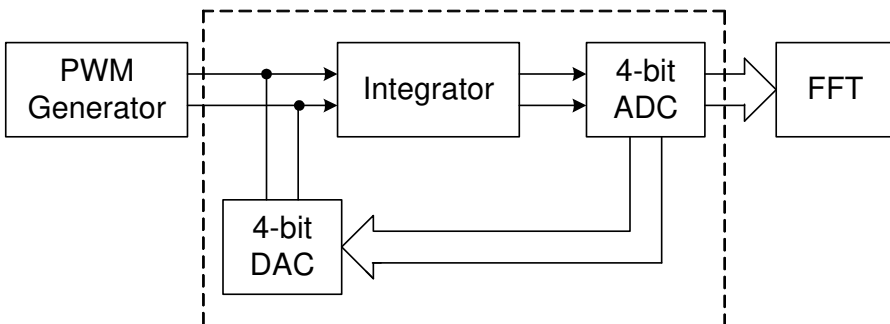 PWM
Generator
Integrator
4-bit
ADC
FFT
4-bit
DAC